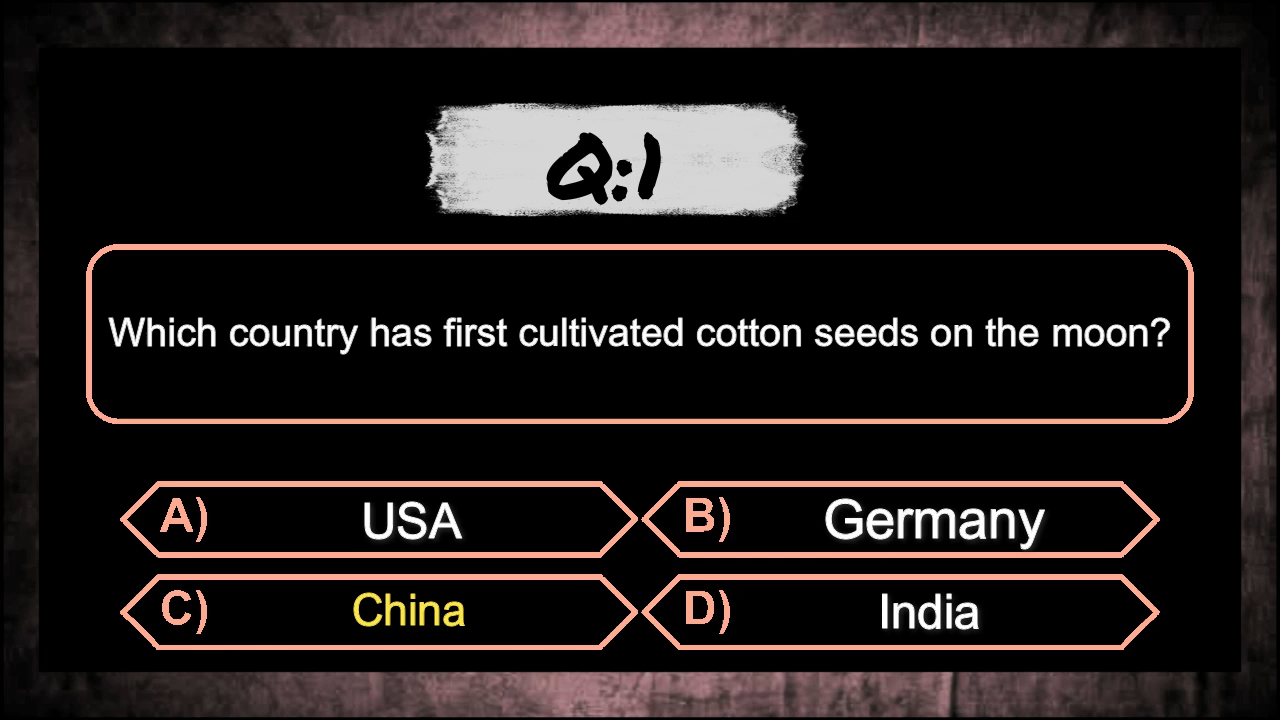 Q:1
Which country has first cultivated cotton seeds on the moon?
A) USA
B) Germany
C) China
D) India